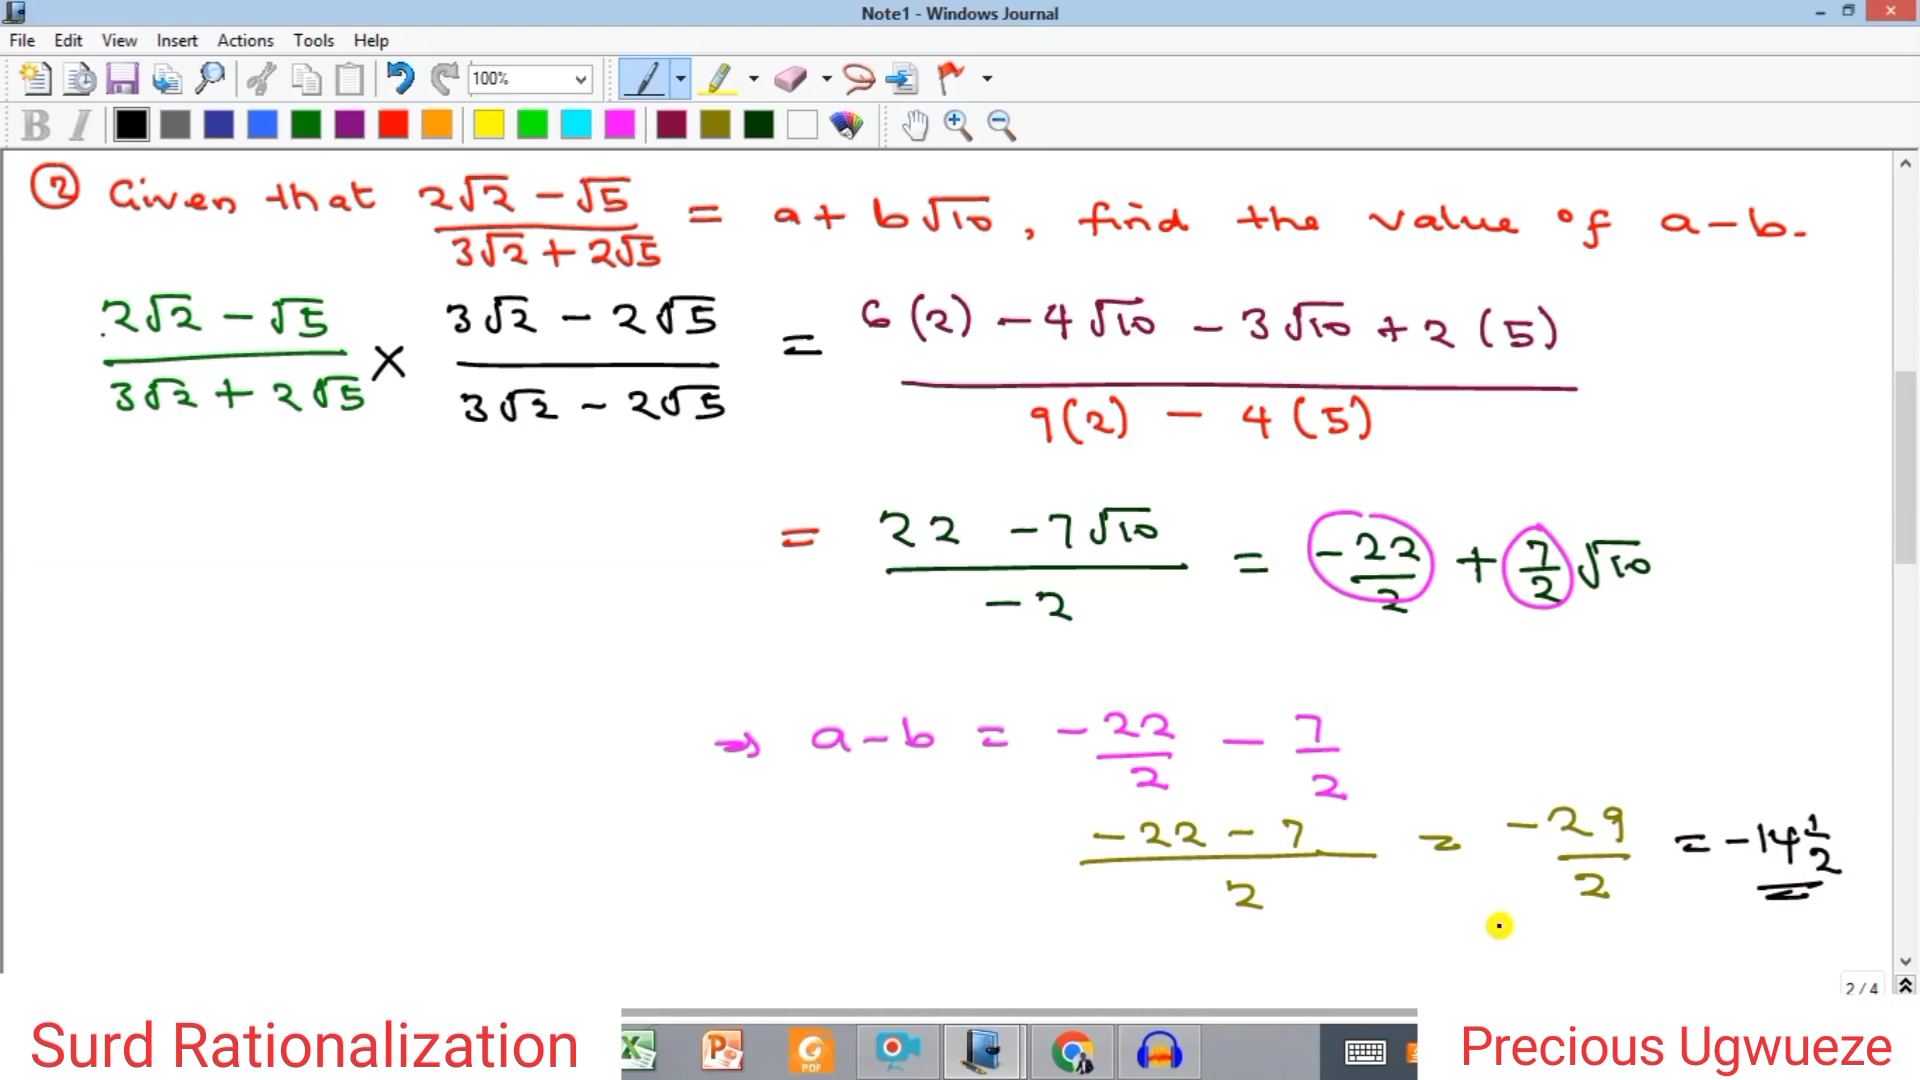 Note1 - Windows Journal
File Edit View Insert Actions Tools Help
100%
B I
② Given that (2√2 - √5)/(3√2 + 2√5) = a + b√10, find the value of a - b.
(2√2 - √5)/(3√2 + 2√5) × (3√2 - 2√5)/(3√2 - 2√5) = (6(2) - 4√10 - 3√10 + 2(5))/(9(2) - 4(5))
= (22 - 7√10)/(-2) = -22/2 + 7/2 √10
⇒ a - b = -22/2 - 7/2
(-22 - 7)/2 = -29/2 = -14 1/2
2 / 4
Surd Rationalization
PDF
Precious Ugwueze